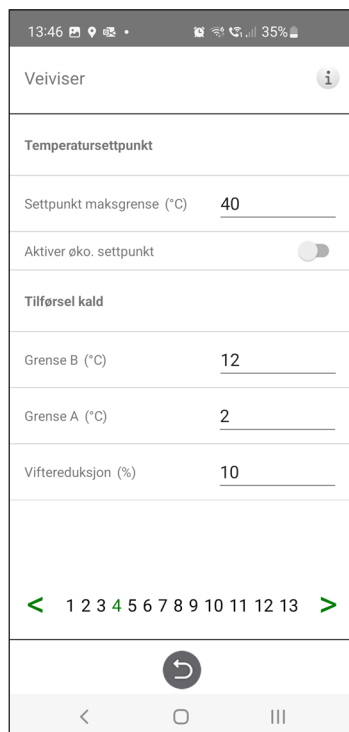 13:46 35%
Veiviser i
Temperatursettpunkt
Settpunkt maksgrense (°C) 40
Aktiver øko. settpunkt
Tilførsel kald
Grense B (°C) 12
Grense A (°C) 2
Viftereduksjon (%) 10
< 1 2 3 4 5 6 7 8 9 10 11 12 13 >